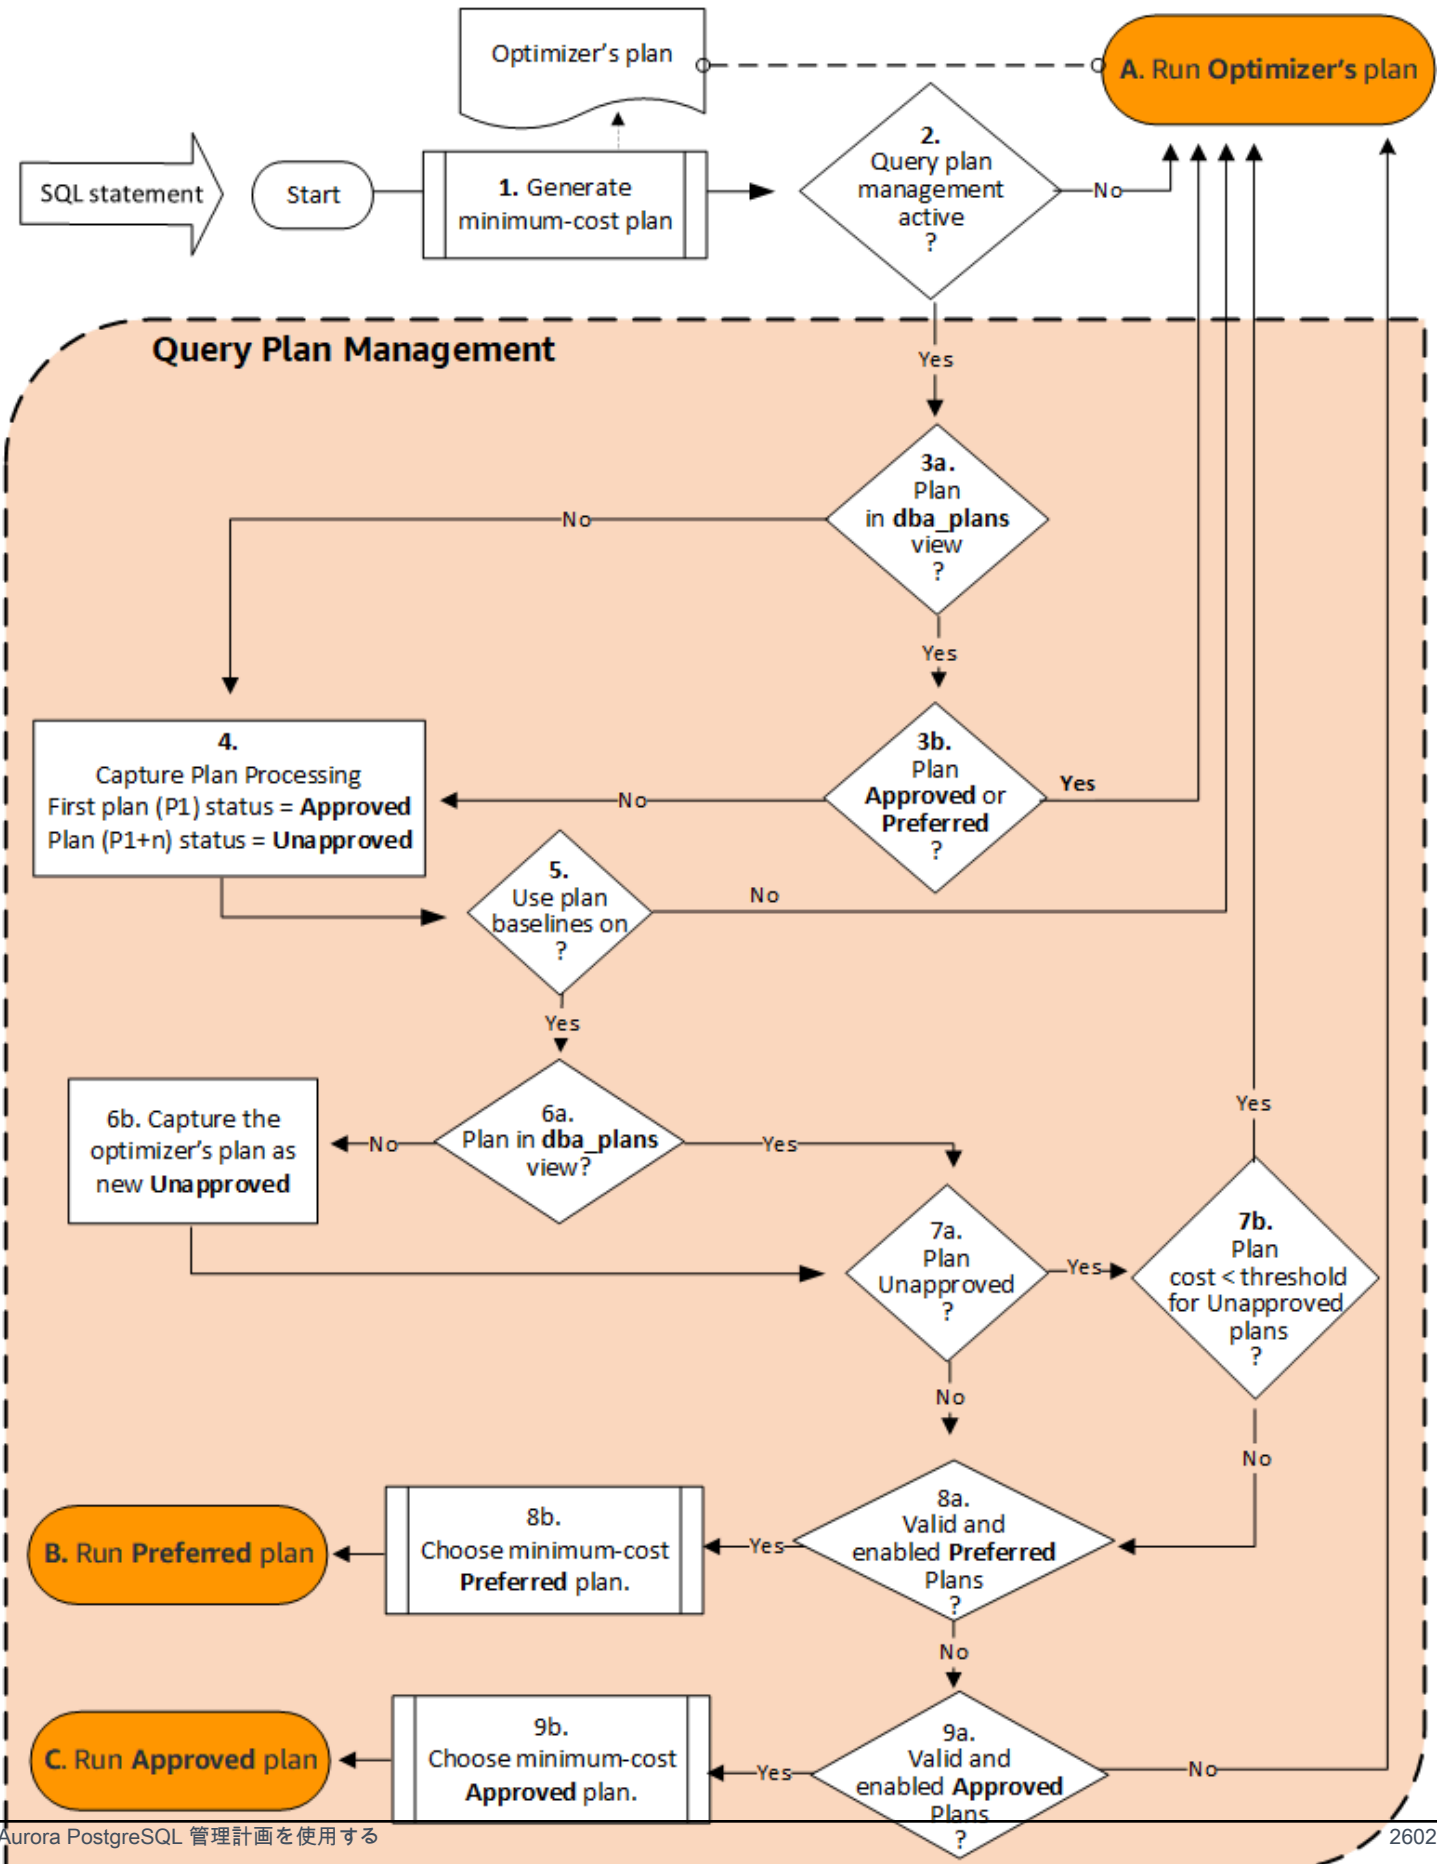 Optimizer's plan
A. Run Optimizer's plan
SQL statement
Start
1. Generate
minimum-cost plan
2.
Query plan
management
active
?
No
Query Plan Management
Yes
3a.
Plan
in dba_plans
view
?
No
Yes
3b.
Plan
Approved or
Preferred
?
Yes
No
4.
Capture Plan Processing
First plan (P1) status = Approved
Plan (P1+n) status = Unapproved
5.
Use plan
baselines on
?
No
Yes
6a.
Plan in dba_plans
view?
No
Yes
6b. Capture the
optimizer's plan as
new Unapproved
7a.
Plan
Unapproved
?
Yes
Yes
7b.
Plan
cost < threshold
for Unapproved
plans
?
No
No
8a.
Valid and
enabled Preferred
Plans
?
Yes
8b.
Choose minimum-cost
Preferred plan.
B. Run Preferred plan
No
9a.
Valid and
enabled Approved
Plans
?
No
Yes
9b.
Choose minimum-cost
Approved plan.
C. Run Approved plan
Aurora PostgreSQL 管理計画を使用する
2602